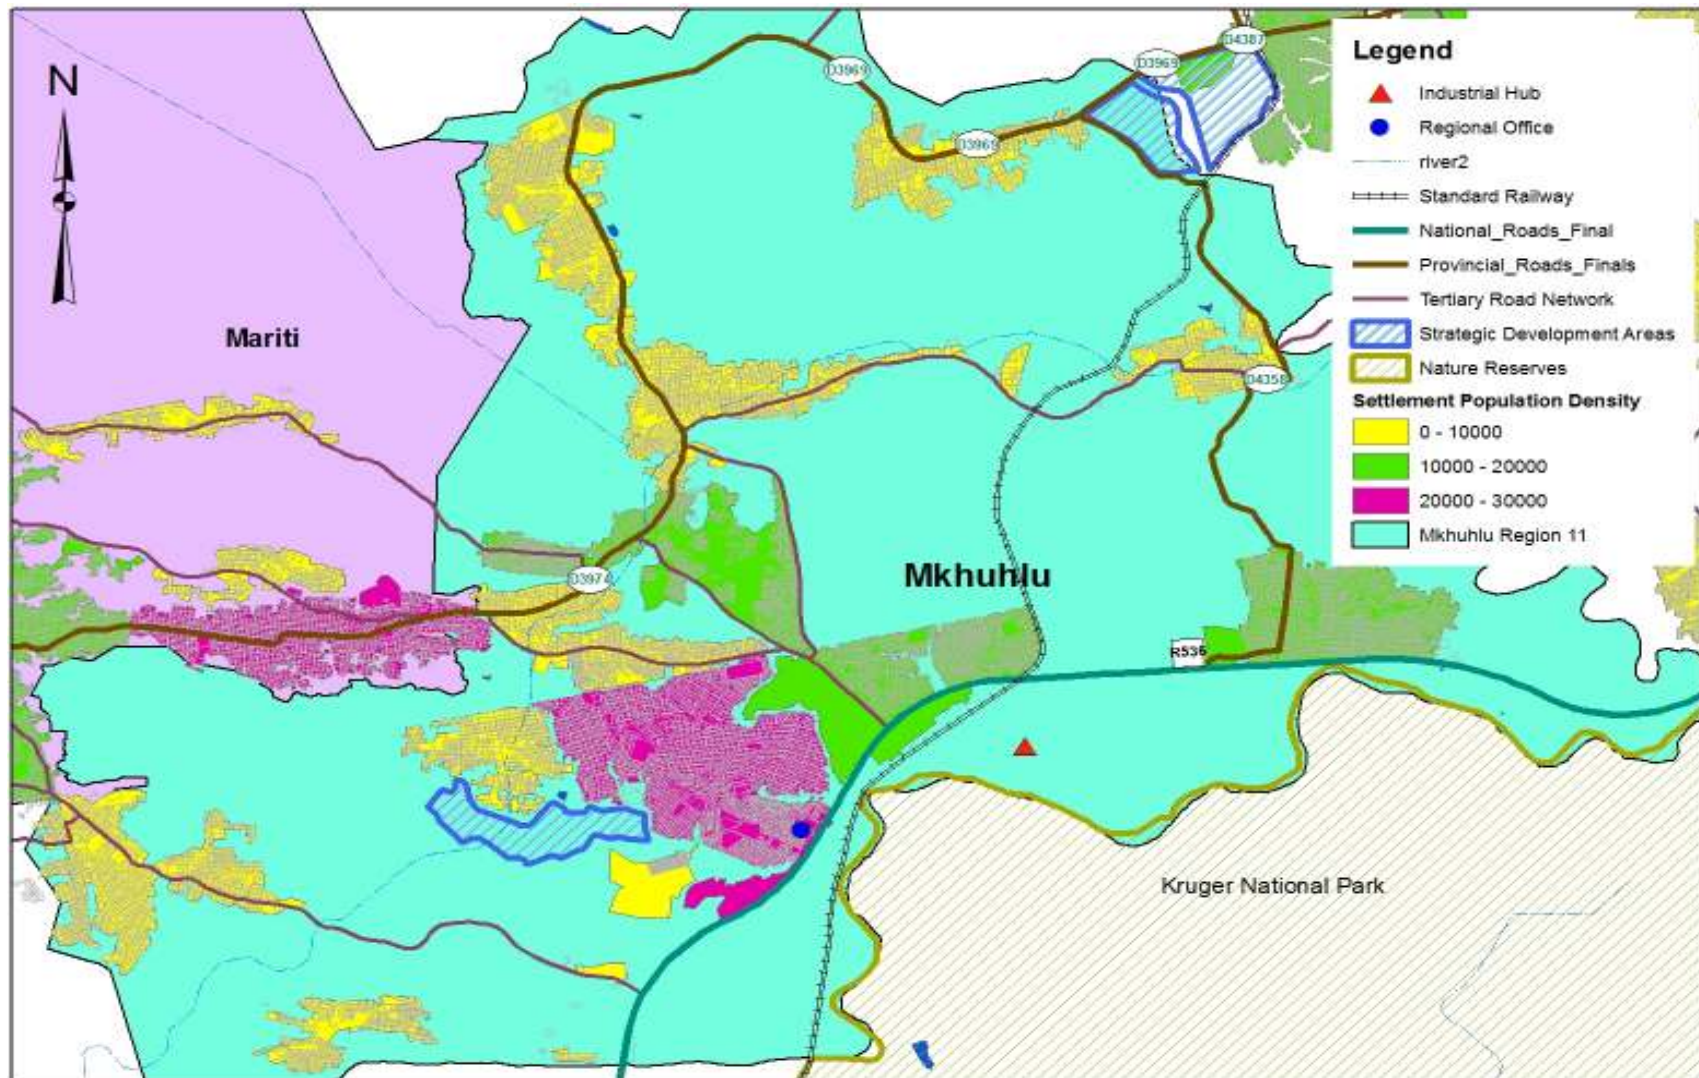 N
D3969
D3969
D4387
D3969
Mariti
D4358
D3974
Mkhuhlu
R536
Kruger National Park
Legend
Industrial Hub
Regional Office
river2
Standard Railway
National_Roads_Final
Provincial_Roads_Finals
Tertiary Road Network
Strategic Development Areas
Nature Reserves
Settlement Population Density
0 - 10000
10000 - 20000
20000 - 30000
Mkhuhlu Region 11